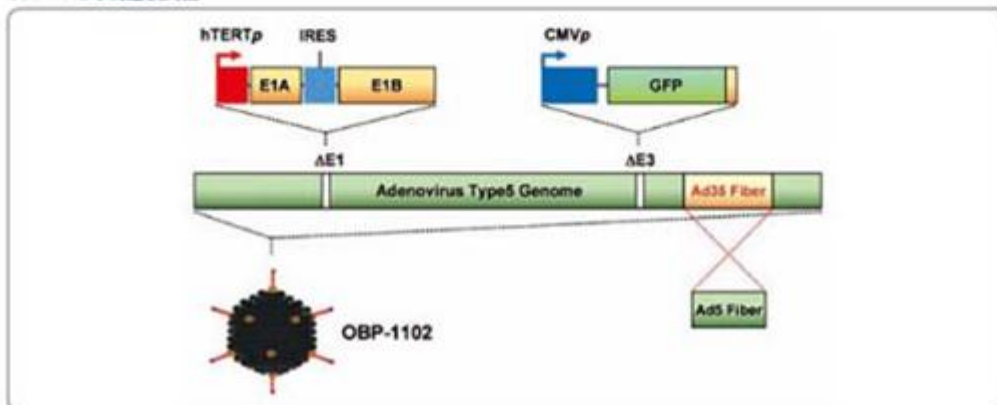 hTERTp IRES CMVp
E1A E1B GFP
ΔE1 ΔE3
Adenovirus Type5 Genome Ad35 Fiber
Ad5 Fiber
OBP-1102